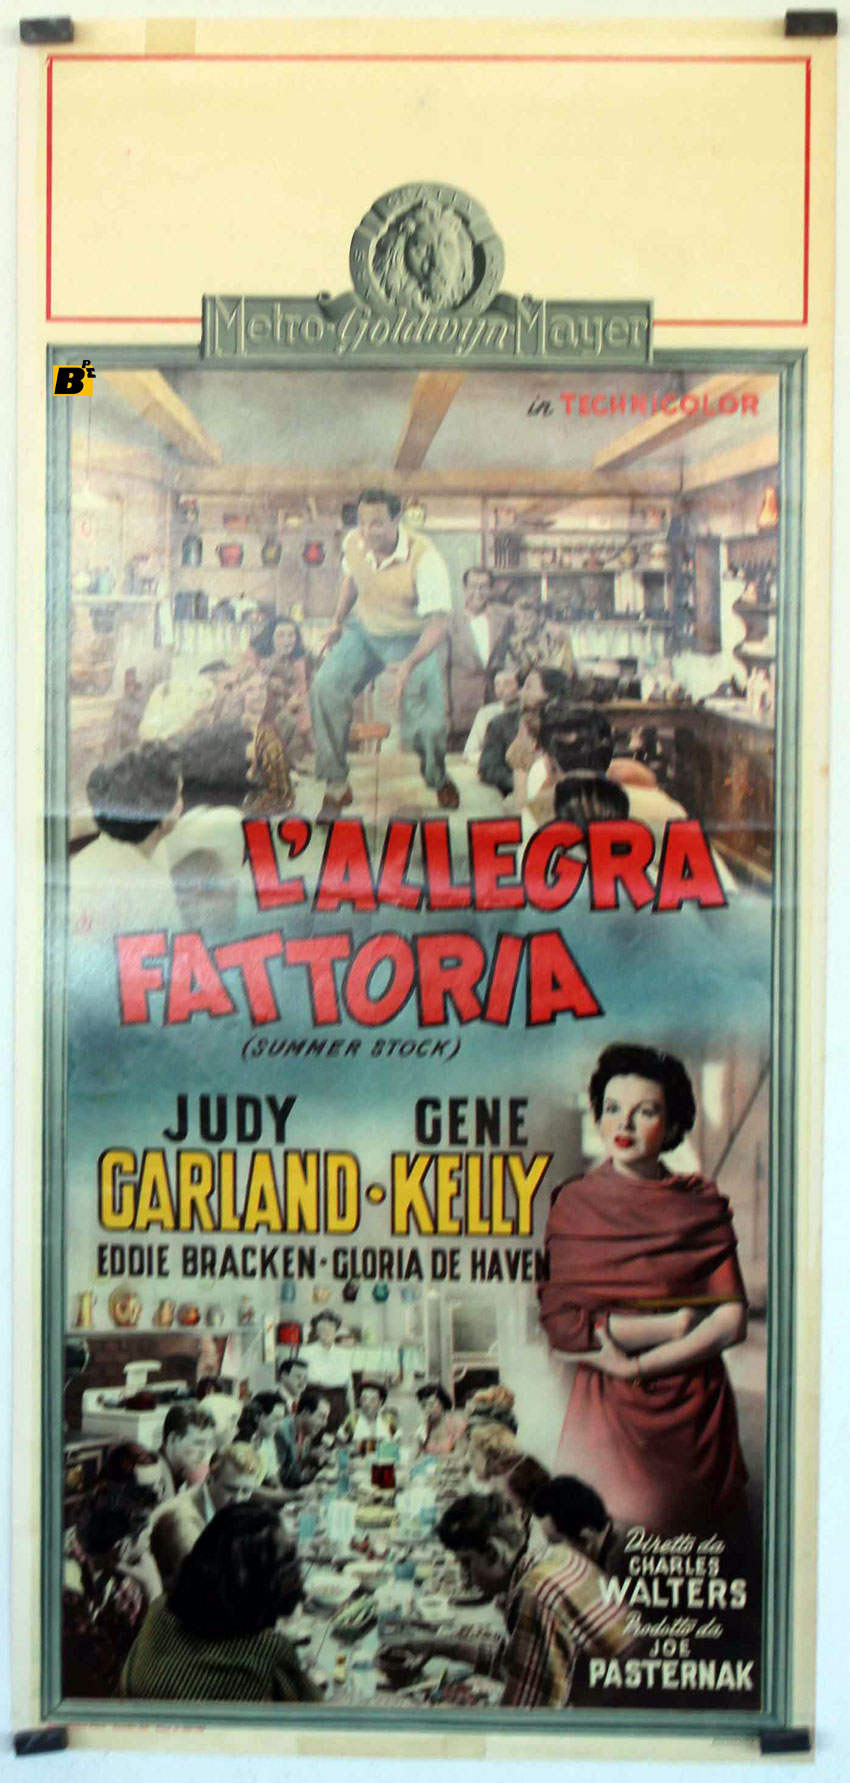 Metro-Goldwyn-Mayer
B PE
in TECHNICOLOR
L'ALLEGRA
FATTORIA
(SUMMER STOCK)
JUDY GENE
GARLAND · KELLY
EDDIE BRACKEN · GLORIA DE HAVEN
Diretto da
CHARLES
WALTERS
Prodotto da
JOE
PASTERNAK